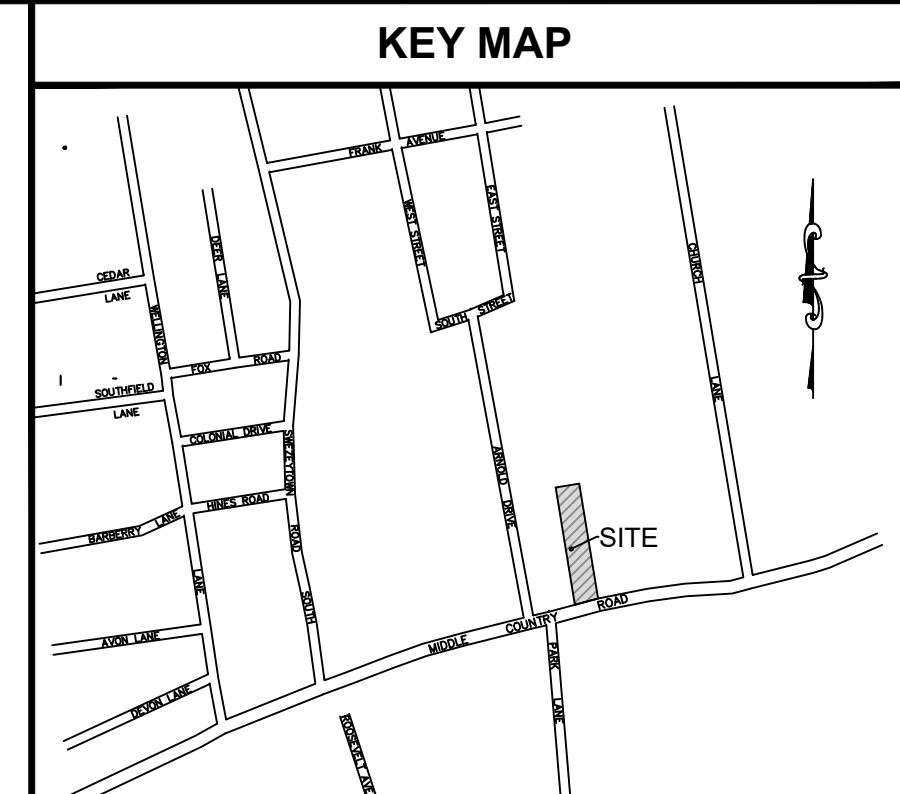 KEY MAP
FRANK AVENUE
WEST STREET
EAST STREET
SOUTH STREET
CHURCH LANE
DEER LANE
CEDAR
LANE
WELLINGTON LANE
FOX ROAD
SOUTHFIELD
LANE
COLONIAL DRIVE
SWEZEYTOWN ROAD SOUTH
HINES ROAD
BARBERRY LANE
ARNOLD DRIVE
SITE
AVON LANE
DEVON LANE
MIDDLE COUNTRY ROAD
PARK LANE
ROOSEVELT AVE